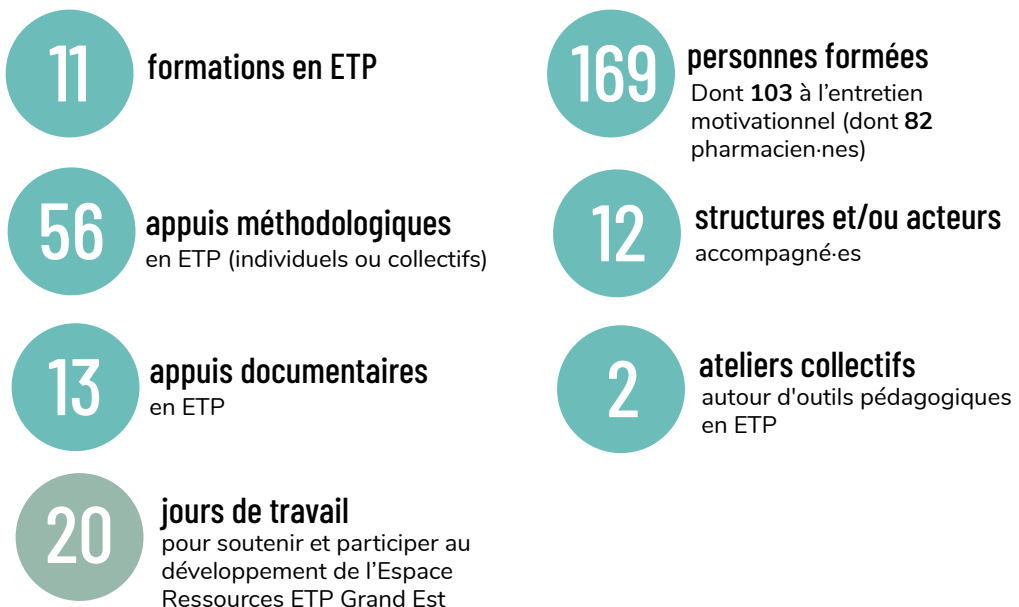 11
formations en ETP
169
personnes formées
Dont 103 à l'entretien
motivationnel (dont 82
pharmacien·nes)
56
appuis méthodologiques
en ETP (individuels ou collectifs)
12
structures et/ou acteurs
accompagné·es
13
appuis documentaires
en ETP
2
ateliers collectifs
autour d'outils pédagogiques
en ETP
20
jours de travail
pour soutenir et participer au
développement de l'Espace
Ressources ETP Grand Est